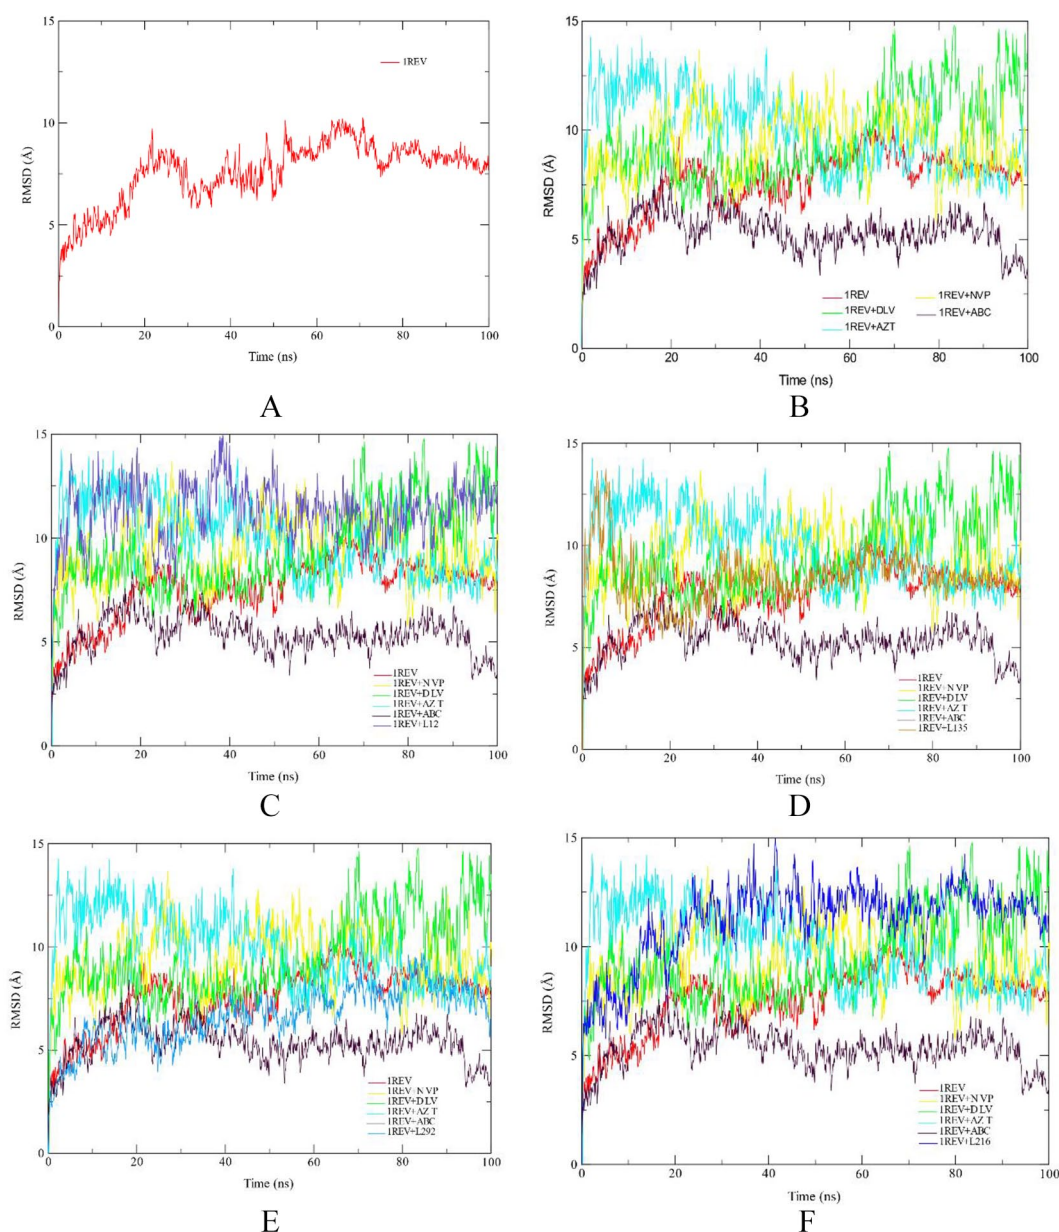 15
10
5
0
RMSD (Å)
1REV
0 20 40 60 80 100
Time (ns)
A
15
10
5
0
RMSD (Å)
1REV
1REV+DLV
1REV+AZT
1REV+NVP
1REV+ABC
0 20 40 60 80 100
Time (ns)
B
15
10
5
0
RMSD (Å)
1REV
1REV+NVP
1REV+DLV
1REV+AZT
1REV+ABC
1REV+L12
0 20 40 60 80 100
Time (ns)
C
15
10
5
0
RMSD (Å)
1REV
1REV+NVP
1REV+DLV
1REV+AZT
1REV+ABC
1REV+L135
0 20 40 60 80 100
Time (ns)
D
15
10
5
0
RMSD (Å)
1REV
1REV+NVP
1REV+DLV
1REV+AZT
1REV+ABC
1REV+L292
0 20 40 60 80 100
Time (ns)
E
15
10
5
0
RMSD (Å)
1REV
1REV+NVP
1REV+DLV
1REV+AZT
1REV+ABC
1REV+L216
0 20 40 60 80 100
Time (ns)
F